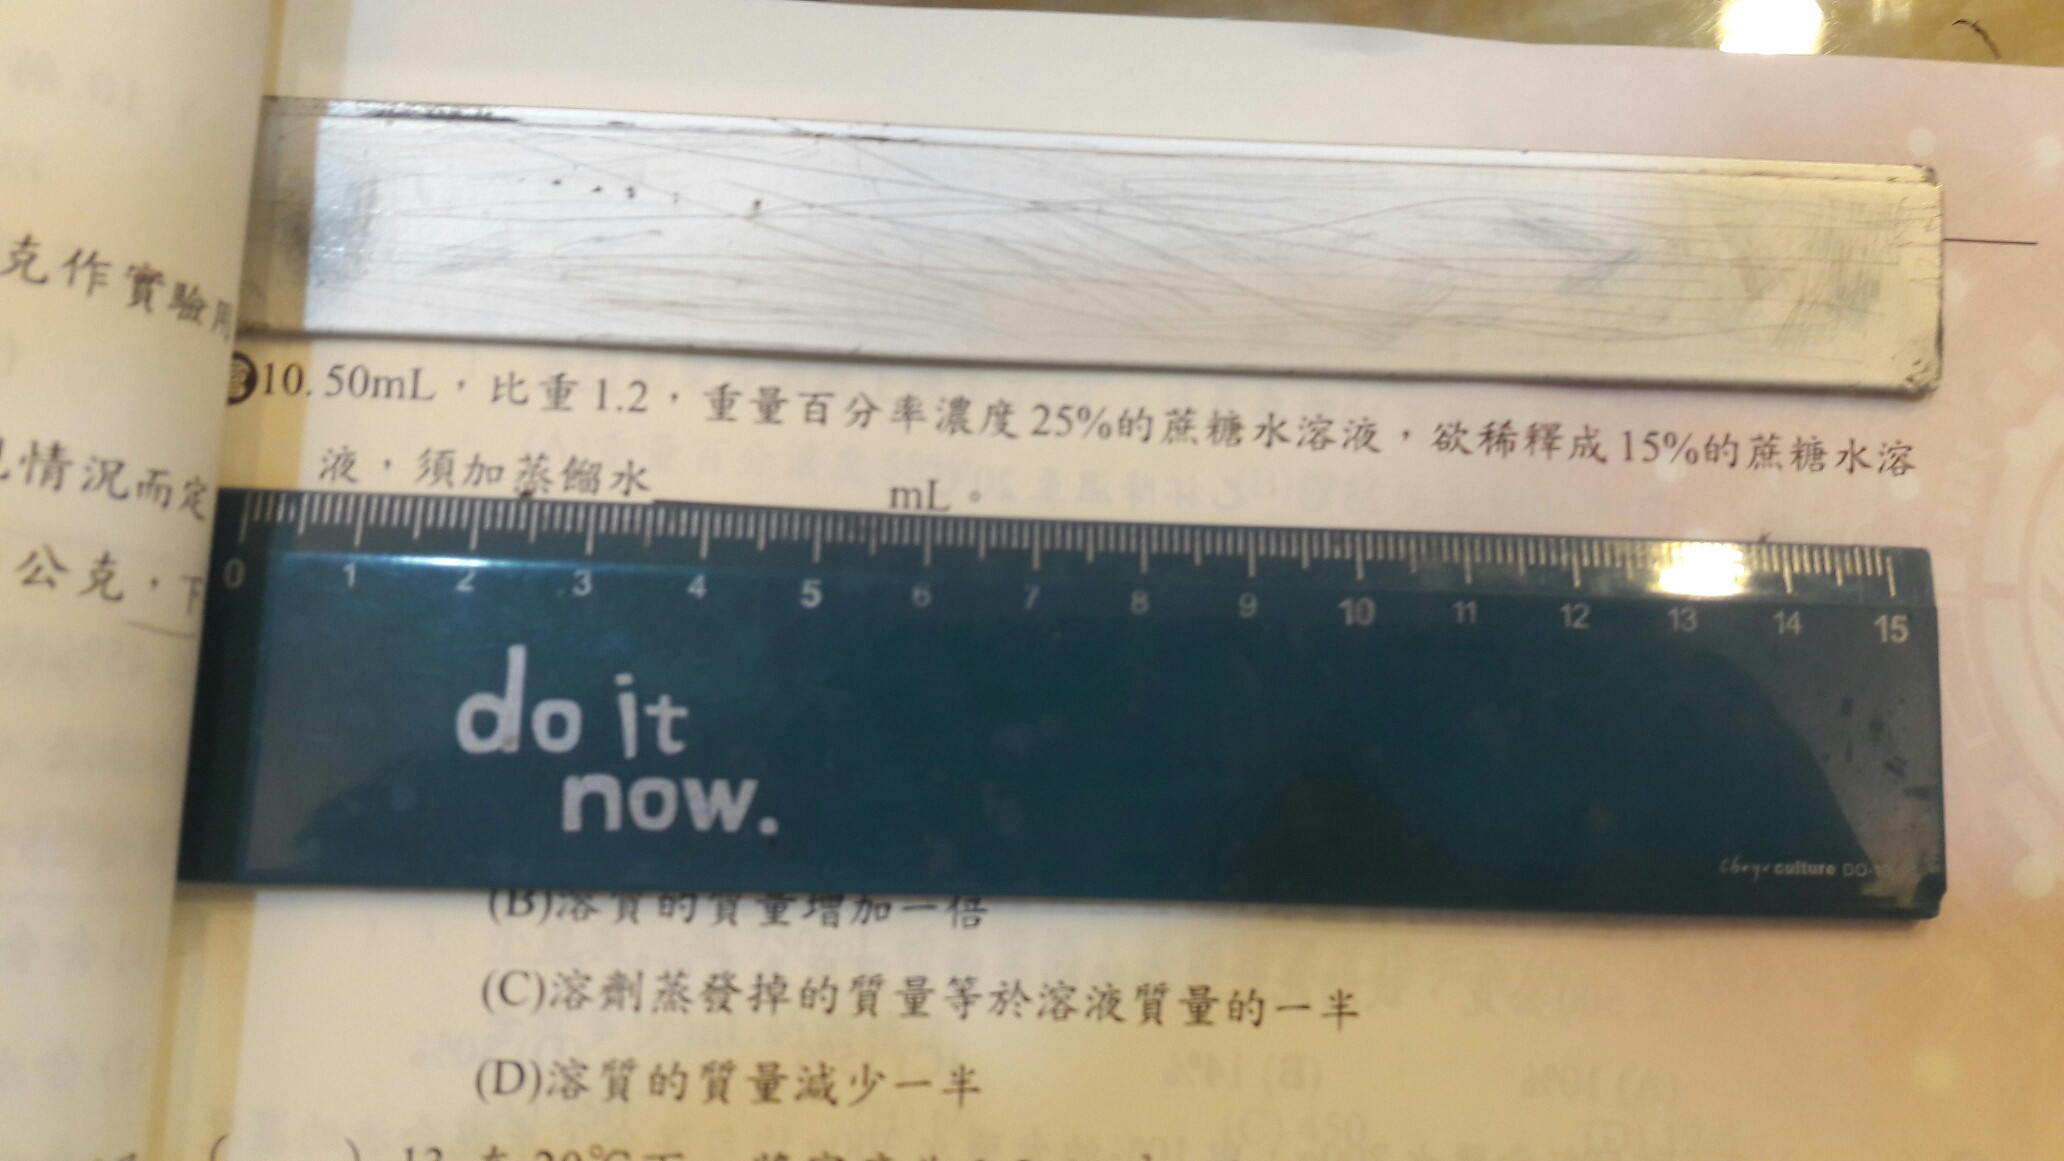 克作實驗用
10. 50mL，比重1.2，重量百分率濃度25%的蔗糖水溶液，欲稀釋成15%的蔗糖水溶
液，須加蒸餾水 mL。
情況而定
公克，下
0 1 2 3 4 5 6 7 8 9 10 11 12 13 14 15
do it
now.
culture
(B)溶質的質量增加一倍
(C)溶劑蒸發掉的質量等於溶液質量的一半
(D)溶質的質量減少一半